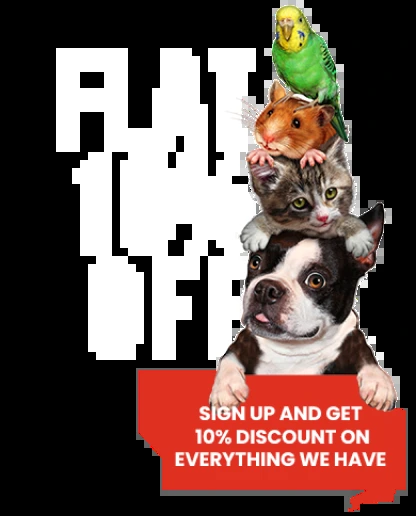 FLAT
10%
OFF
SIGN UP AND GET
10% DISCOUNT ON
EVERYTHING WE HAVE